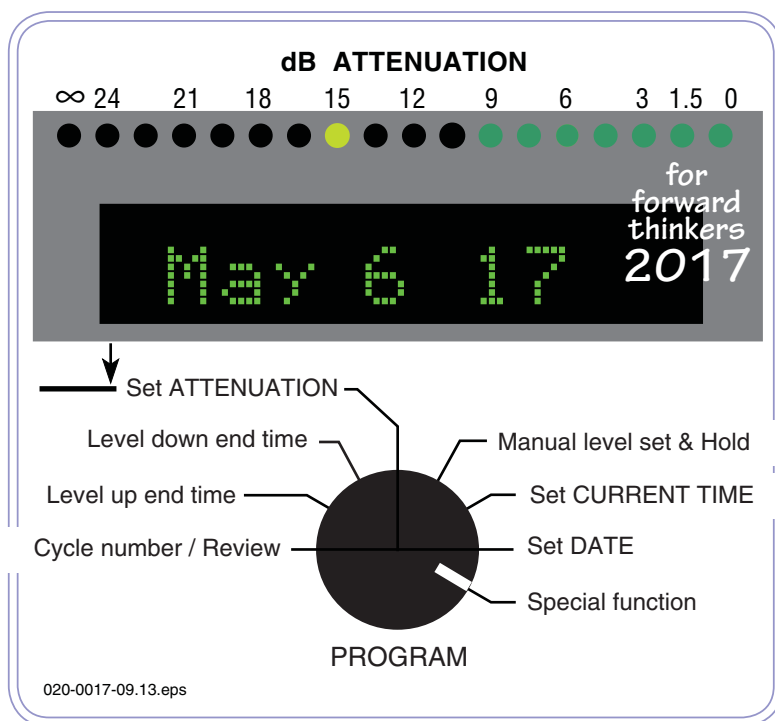 dB ATTENUATION
∞ 24 21 18 15 12 9 6 3 1.5 0
for
forward
thinkers
2017
May 6 17
Set ATTENUATION
Level down end time
Manual level set & Hold
Level up end time
Set CURRENT TIME
Cycle number / Review
Set DATE
Special function
PROGRAM
020-0017-09.13.eps